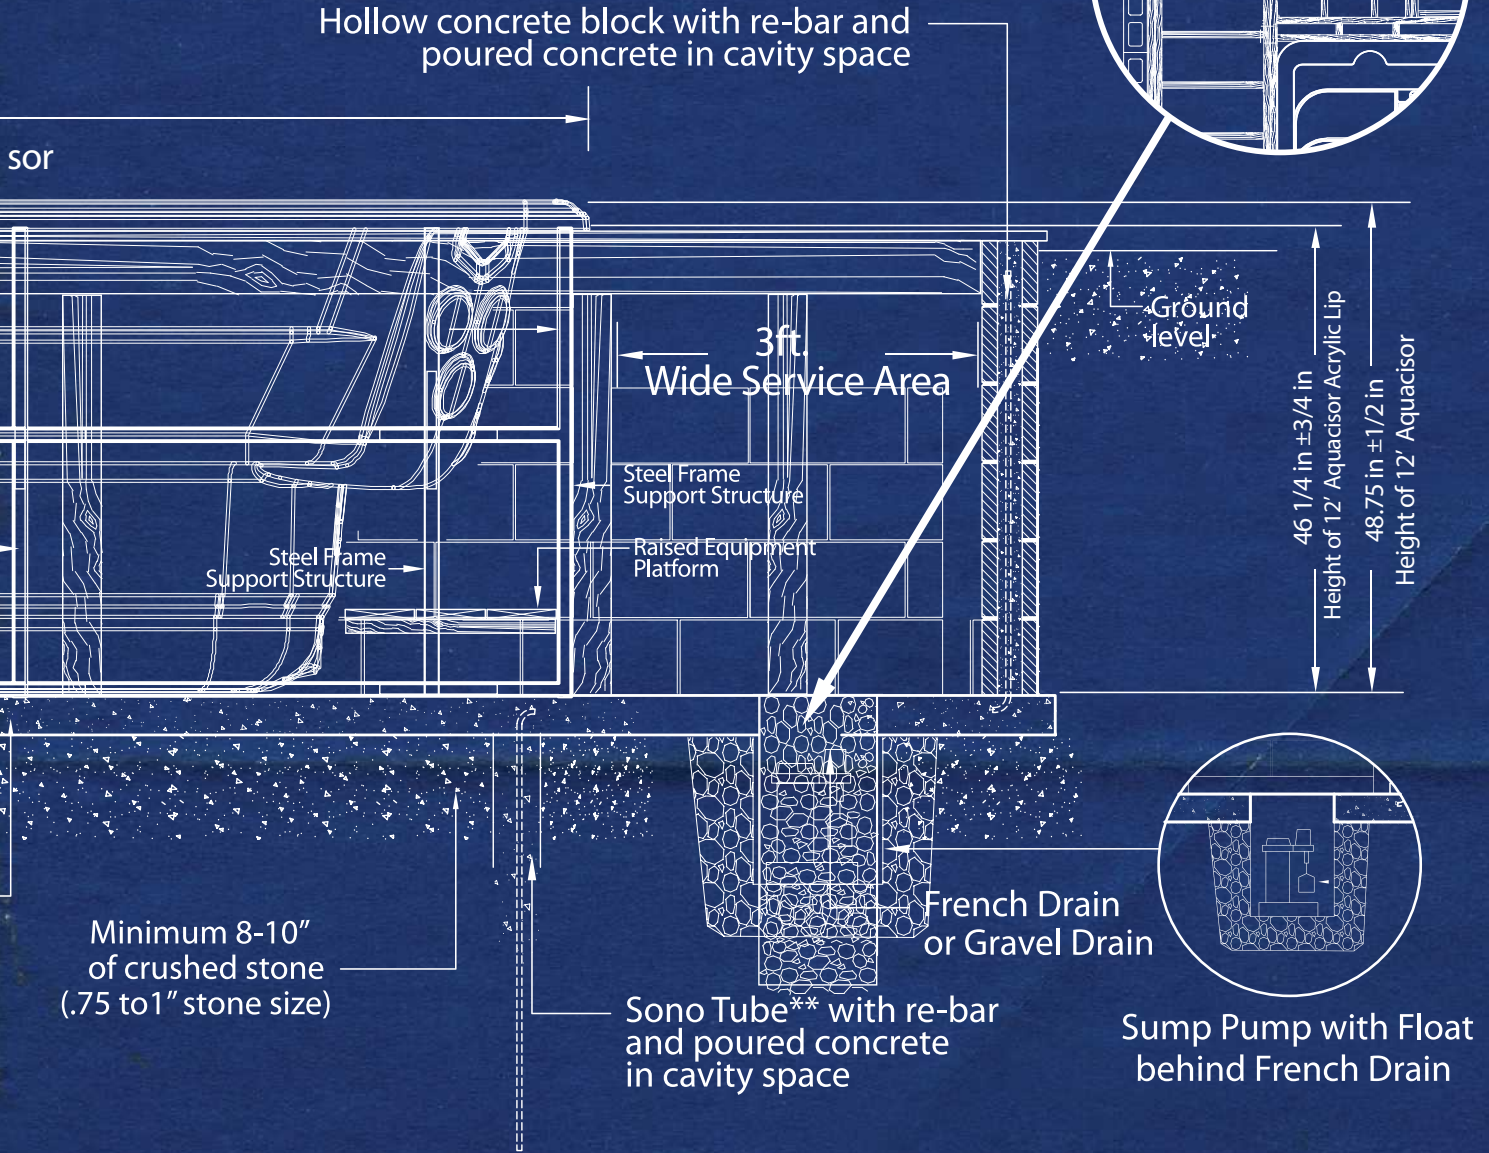 Hollow concrete block with re-bar and
poured concrete in cavity space
sor
Ground
level
3ft.
Wide Service Area
46 1/4 in ±3/4 in
Height of 12' Aquacisor Acrylic Lip
48.75 in ±1/2 in
Height of 12' Aquacisor
Steel Frame
Support Structure
Steel Frame
Support Structure
Raised Equipment
Platform
French Drain
or Gravel Drain
Minimum 8-10"
of crushed stone
(.75 to1" stone size)
Sono Tube** with re-bar
and poured concrete
in cavity space
Sump Pump with Float
behind French Drain